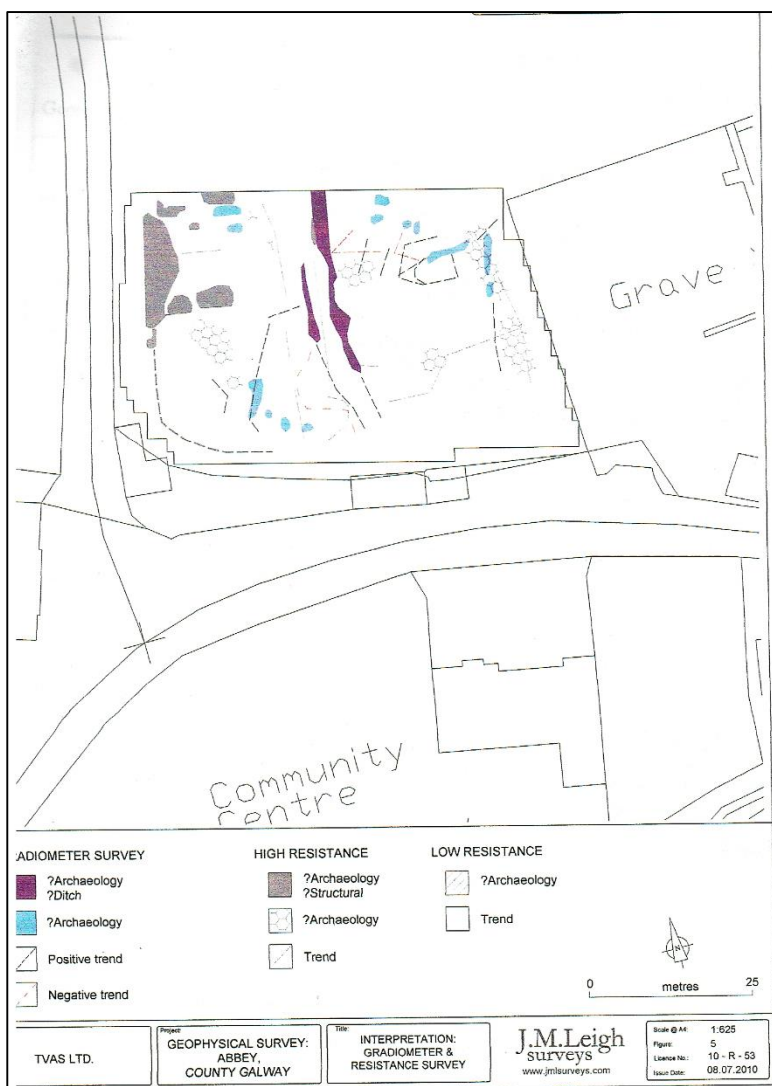 Grave
Community
Centre
ADIOMETER SURVEY
?Archaeology
?Ditch
?Archaeology
Positive trend
Negative trend
HIGH RESISTANCE
?Archaeology
?Structural
?Archaeology
Trend
LOW RESISTANCE
?Archaeology
Trend
N
0 25
metres
TVAS LTD.
Project:
GEOPHYSICAL SURVEY:
ABBEY,
COUNTY GALWAY
Title:
INTERPRETATION:
GRADIOMETER &
RESISTANCE SURVEY
J.M.Leigh
surveys
www.jmlsurveys.com
Scale @ A4: 1:625
Figure: 5
Licence No.: 10 - R - 53
Issue Date: 08.07.2010